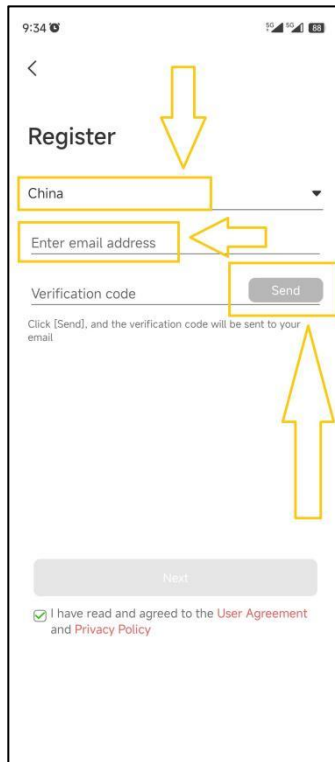 9:34
5G 5G 88
Register
China
Enter email address
Verification code
Send
Click [Send], and the verification code will be sent to your
email
Next
I have read and agreed to the User Agreement
and Privacy Policy